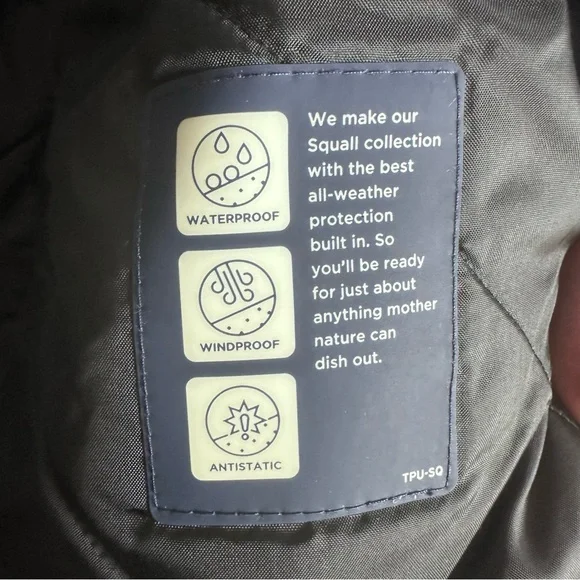 We make our
Squall collection
with the best
all-weather
protection
built in. So
you'll be ready
for just about
anything mother
nature can
dish out.
WATERPROOF
WINDPROOF
ANTISTATIC
TPU-SQ